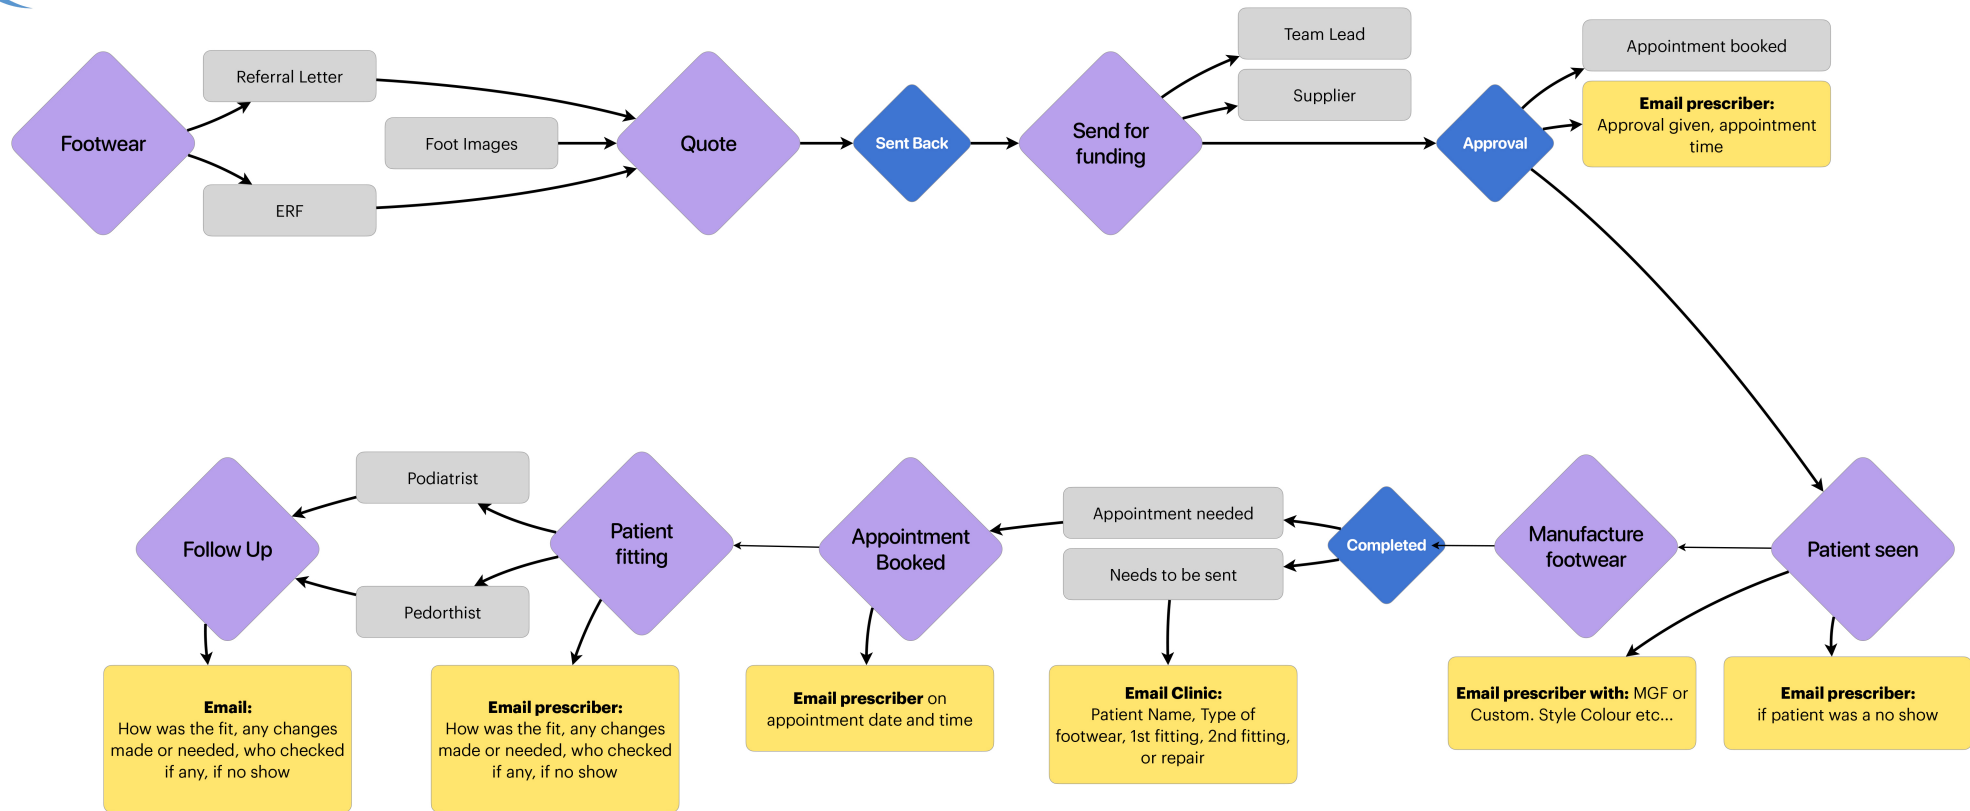 Footwear
Referral Letter
ERF
Foot Images
Quote
Sent Back
Send for
funding
Team Lead
Supplier
Approval
Appointment booked
Email prescriber:
Approval given, appointment
time
Follow Up
Podiatrist
Pedorthist
Patient
fitting
Appointment
Booked
Appointment needed
Needs to be sent
Completed
Manufacture
footwear
Patient seen
Email:
How was the fit, any changes
made or needed, who checked
if any, if no show
Email prescriber:
How was the fit, any changes
made or needed, who checked
if any, if no show
Email prescriber on
appointment date and time
Email Clinic:
Patient Name, Type of
footwear, 1st fitting, 2nd fitting,
or repair
Email prescriber with: MGF or
Custom. Style Colour etc...
Email prescriber:
if patient was a no show